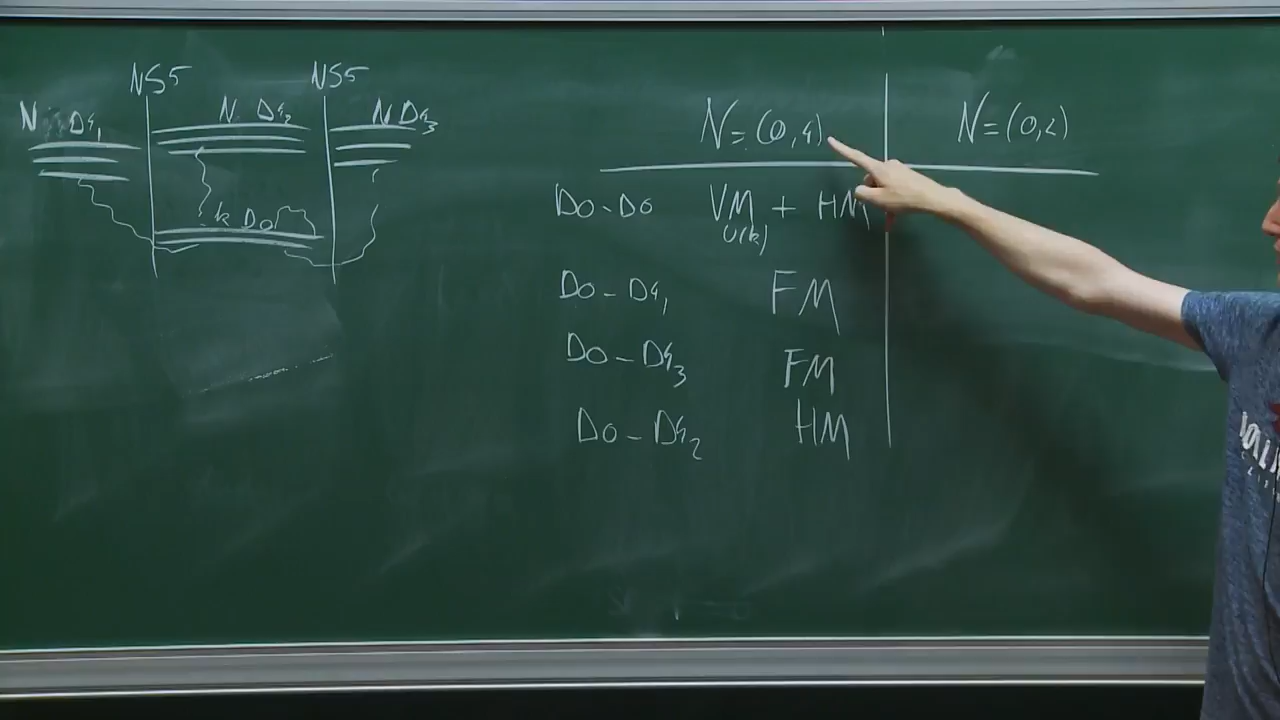 NS5 NS5
N D4₁ N D4₂ N D4₃
k D0
N = (0,4) N = (0,2)
D0 - D0 VM + HM
U(k)
D0 - D4₁ FM
D0 - D4₃ FM
D0 - D4₂ HM